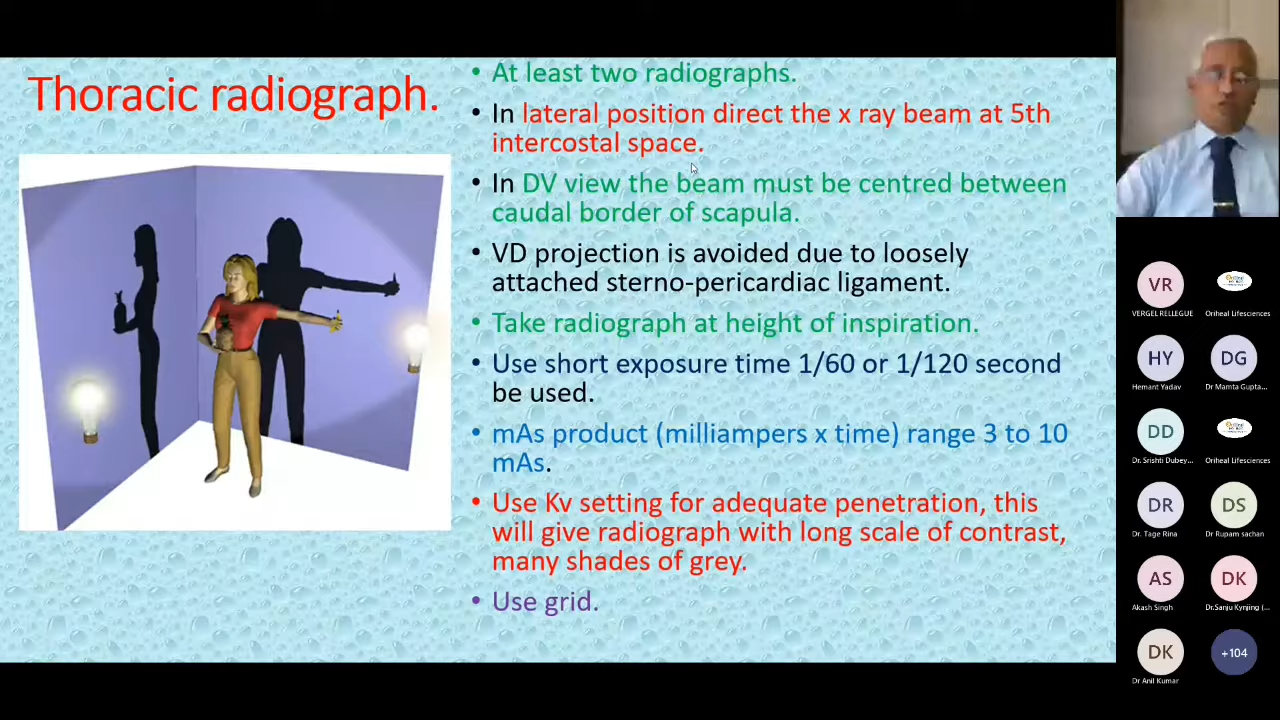 Thoracic radiograph.
• At least two radiographs.
• In lateral position direct the x ray beam at 5th
intercostal space.
• In DV view the beam must be centred between
caudal border of scapula.
• VD projection is avoided due to loosely
attached sterno-pericardiac ligament.
• Take radiograph at height of inspiration.
• Use short exposure time 1/60 or 1/120 second
be used.
• mAs product (milliampers x time) range 3 to 10
mAs.
• Use Kv setting for adequate penetration, this
will give radiograph with long scale of contrast,
many shades of grey.
• Use grid.
VR
VERGEL RELLEGUE
Oriheal Lifesciences
HY
Hemant Yadav
DG
Dr Mamta Gupta...
DD
Dr. Srishti Dubey...
Oriheal Lifesciences
DR
Dr. Tage Rina
DS
Dr Rupam sachan
AS
Akash Singh
DK
Dr.Sanju Kynjing (...
DK
Dr Anil Kumar
+104